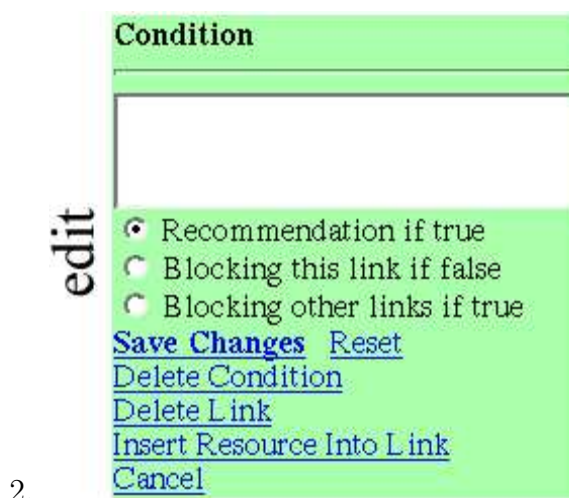 Condition
edit
Recommendation if true
Blocking this link if false
Blocking other links if true
Save Changes Reset
Delete Condition
Delete Link
Insert Resource Into Link
Cancel
2